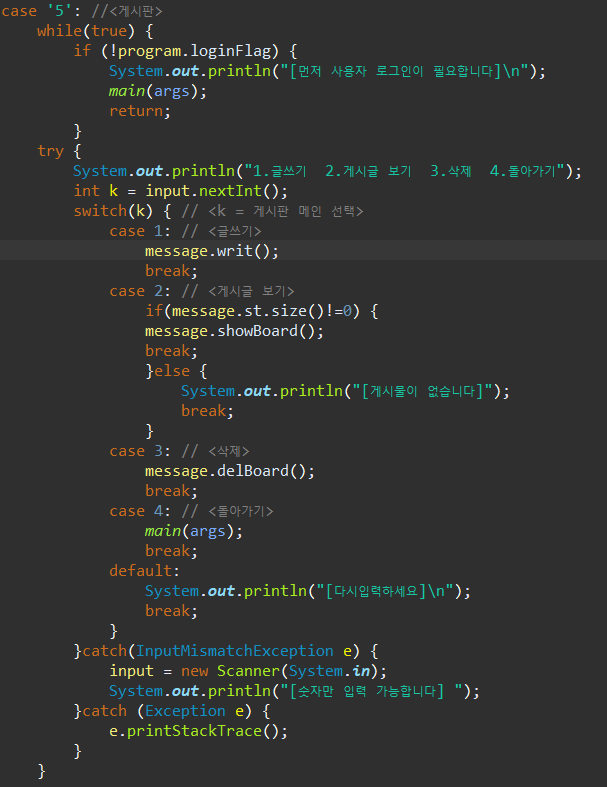 case '5': //<게시판>
    while(true) {
        if (!program.loginFlag) {
            System.out.println("[먼저 사용자 로그인이 필요합니다]\n");
            main(args);
            return;
        }
    try {
        System.out.println("1.글쓰기  2.게시글 보기  3.삭제  4.돌아가기");
        int k = input.nextInt();
        switch(k) { // <k = 게시판 메인 선택>
            case 1: // <글쓰기>
                message.writ();
                break;
            case 2: // <게시글 보기>
                if(message.st.size()!=0) {
                message.showBoard();
                break;
                }else {
                    System.out.println("[게시물이 없습니다]");
                    break;
                }
            case 3: // <삭제>
                message.delBoard();
                break;
            case 4: // <돌아가기>
                main(args);
                break;
            default:
                System.out.println("[다시입력하세요]\n");
                break;
            }
        }catch(InputMismatchException e) {
            input = new Scanner(System.in);
            System.out.println("[숫자만 입력 가능합니다] ");
        }catch (Exception e) {
            e.printStackTrace();
        }
    }